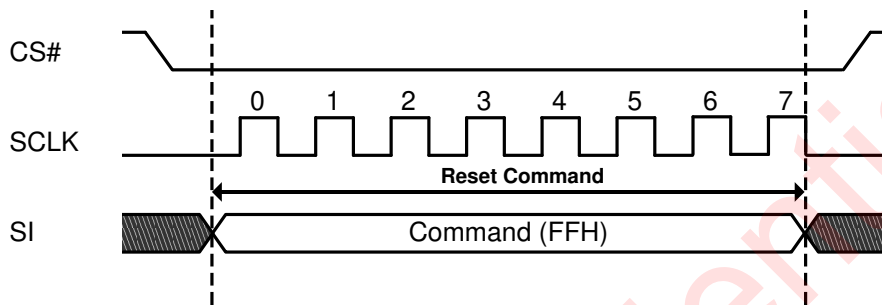 CS#
0 1 2 3 4 5 6 7
SCLK
Reset Command
SI
Command (FFH)